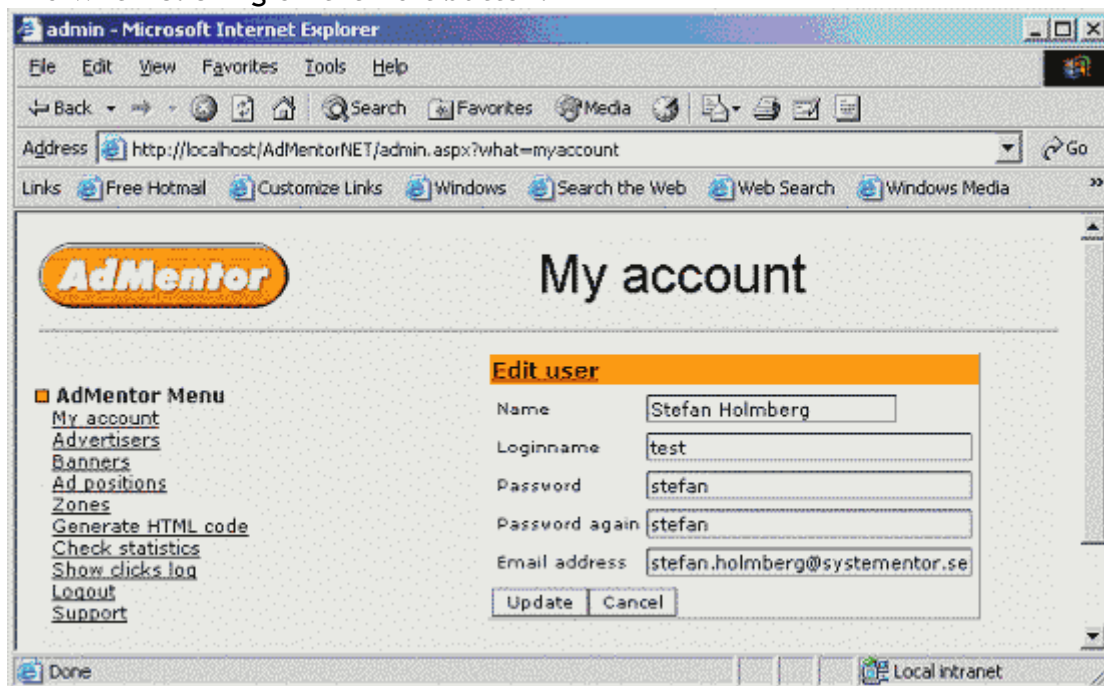 admin - Microsoft Internet Explorer
File Edit View Favorites Tools Help
Back Search Favorites Media
Address http://localhost/AdMentorNET/admin.aspx?what=myaccount Go
Links Free Hotmail Customize Links Windows Search the Web Web Search Windows Media »
AdMentor My account
Edit user
AdMentor Menu
My account
Advertisers
Banners
Ad positions
Zones
Generate HTML code
Check statistics
Show clicks log
Logout
Support
Name Stefan Holmberg
Loginname test
Password stefan
Password again stefan
Email address stefan.holmberg@systementor.se
Update Cancel
Done Local intranet